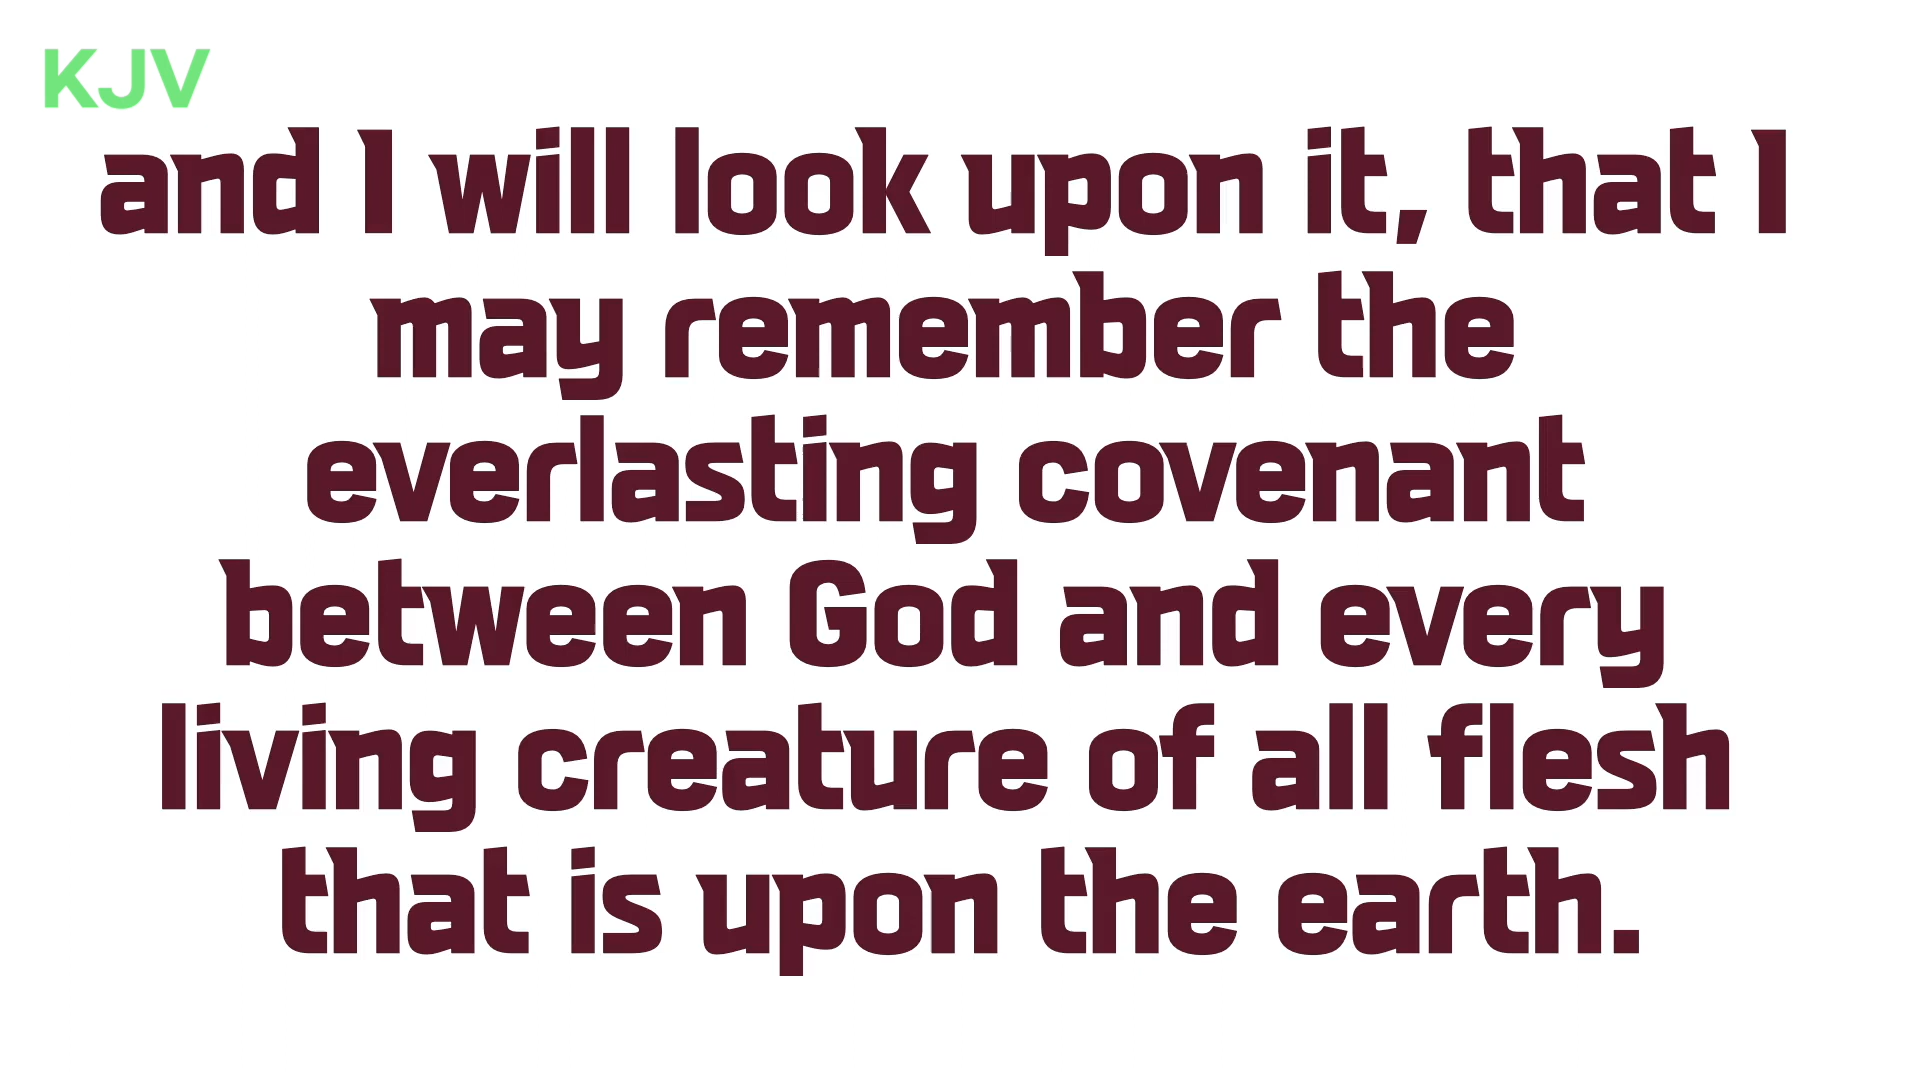 KJV
and I will look upon it, that I
may remember the
everlasting covenant
between God and every
living creature of all flesh
that is upon the earth.